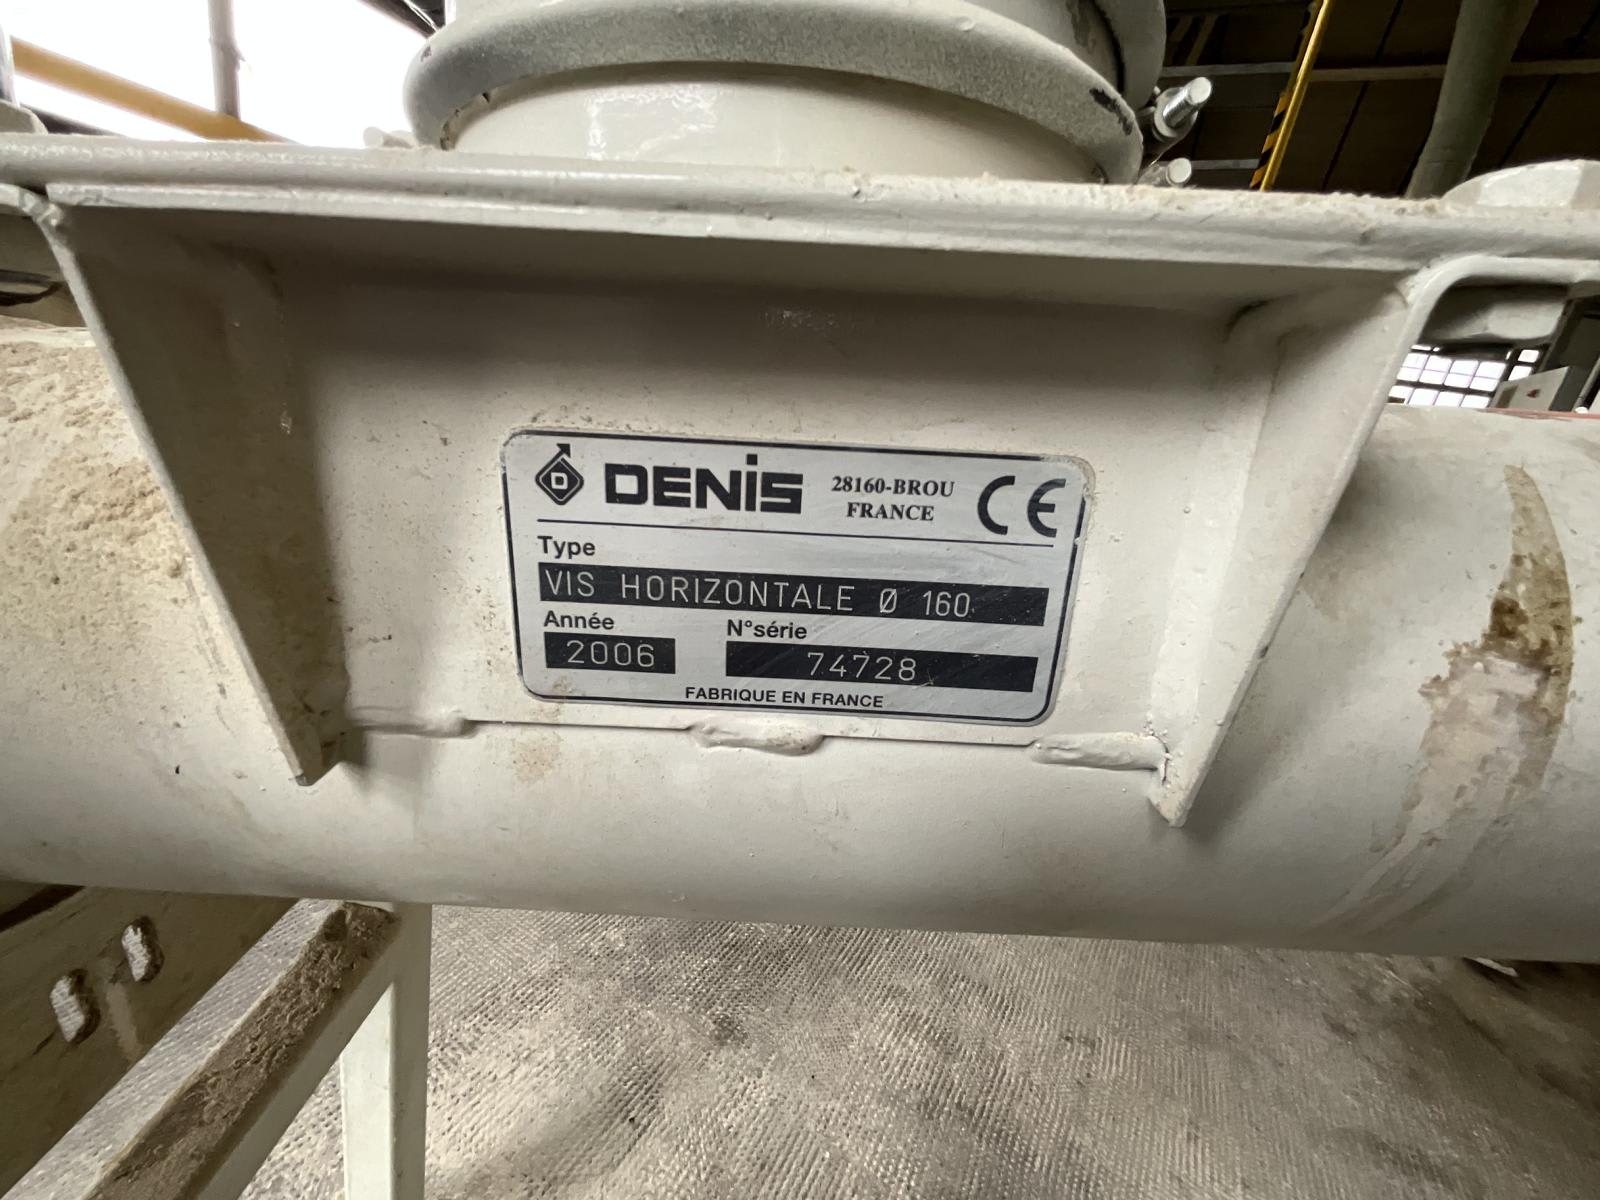 D DENIS 28160-BROU
FRANCE CE
Type
VIS HORIZONTALE Ø 160
Année N°série
2006 74728
FABRIQUE EN FRANCE